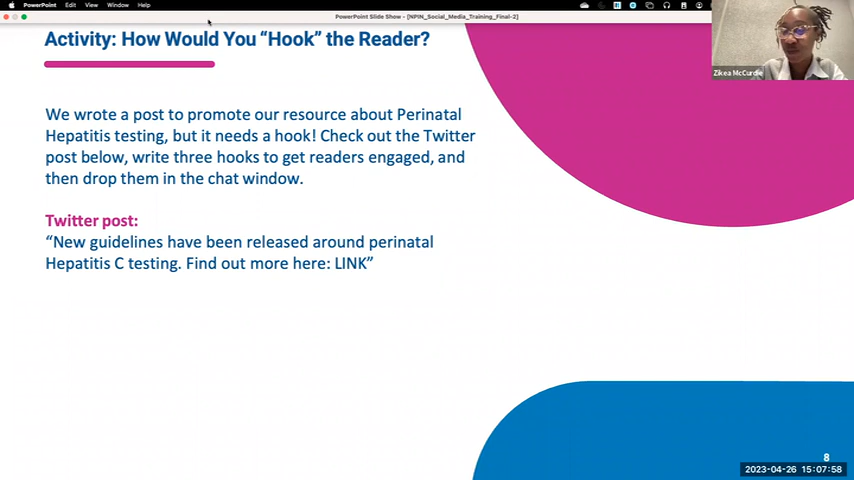 PowerPoint Edit View Window Help
PowerPoint Slide Show - [NPIN_Social_Media_Training_Final-2]
Activity: How Would You “Hook” the Reader?
Zikea McCurdie
We wrote a post to promote our resource about Perinatal
Hepatitis testing, but it needs a hook! Check out the Twitter
post below, write three hooks to get readers engaged, and
then drop them in the chat window.
Twitter post:
“New guidelines have been released around perinatal
Hepatitis C testing. Find out more here: LINK”
8
2023-04-26 15:07:58